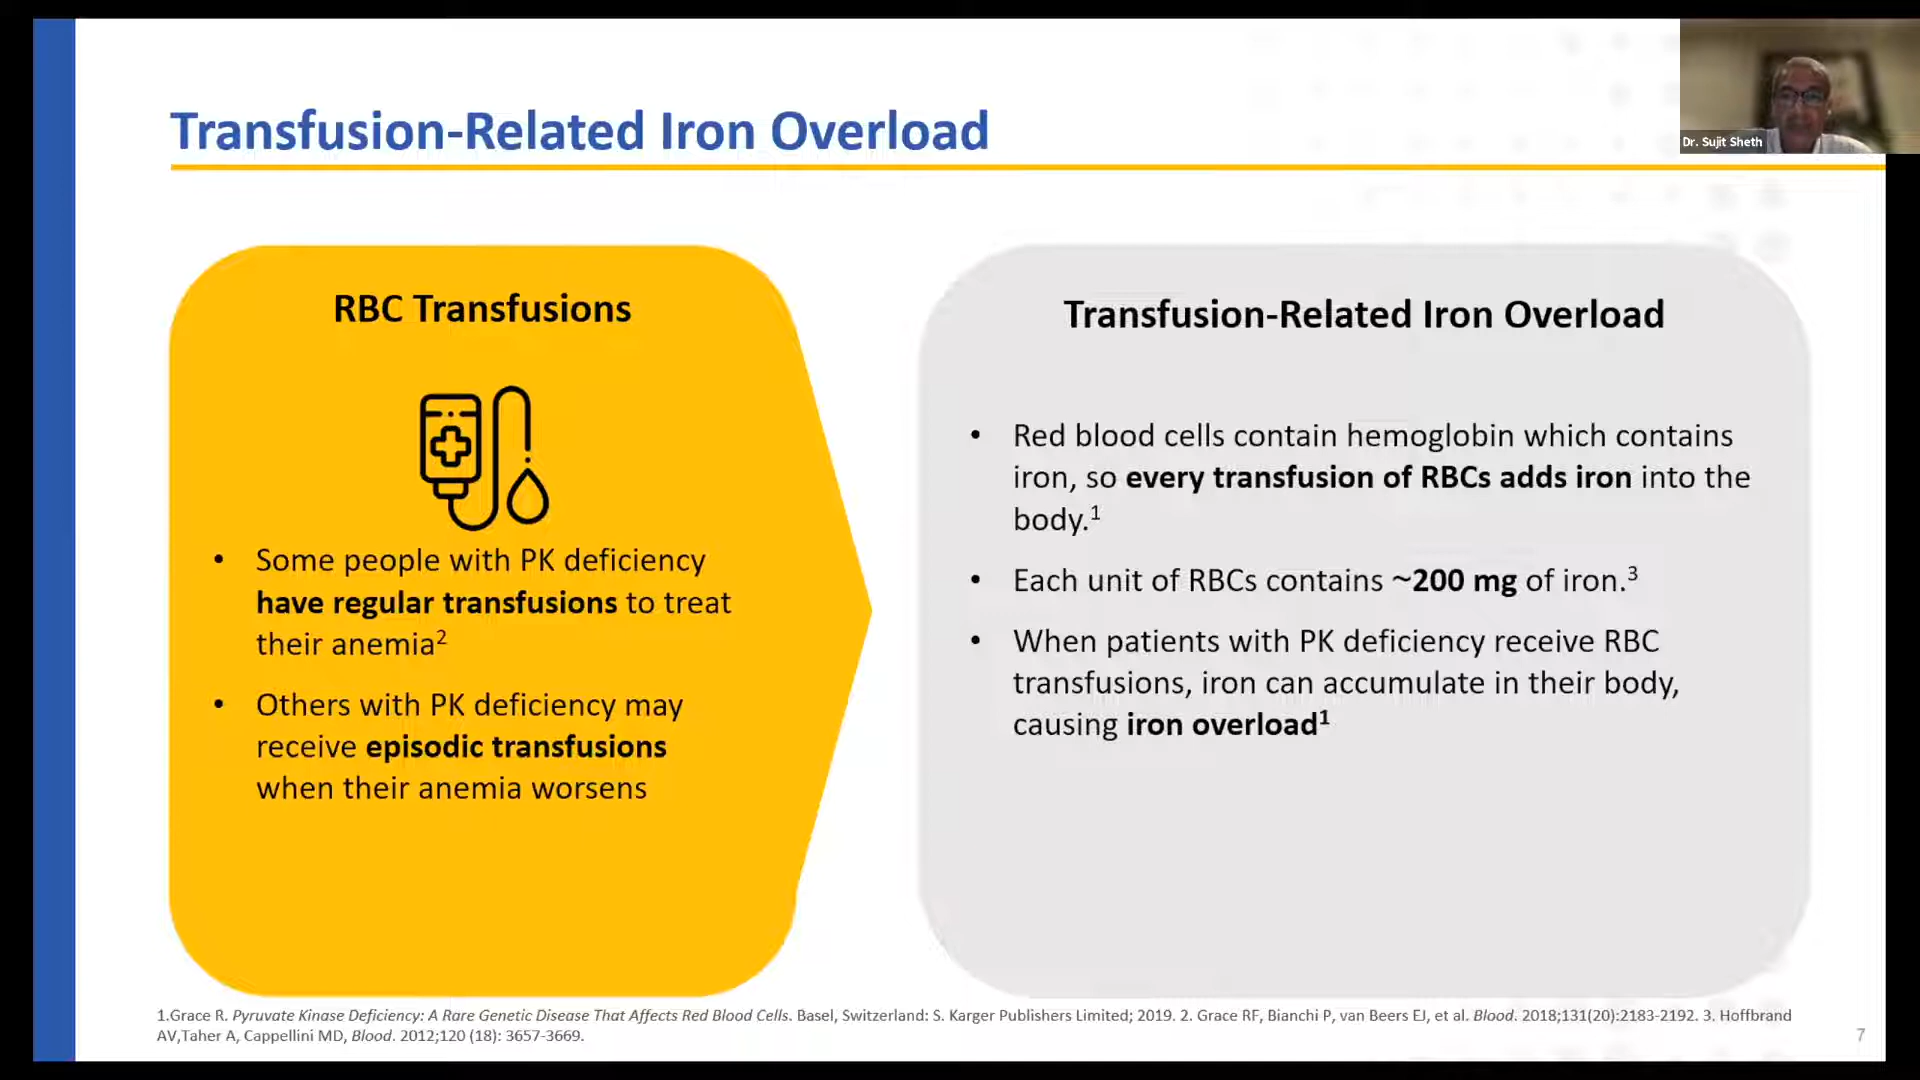 Transfusion-Related Iron Overload
Dr. Sujit Sheth
RBC Transfusions
• Some people with PK deficiency
have regular transfusions to treat
their anemia²
• Others with PK deficiency may
receive episodic transfusions
when their anemia worsens
Transfusion-Related Iron Overload
• Red blood cells contain hemoglobin which contains
iron, so every transfusion of RBCs adds iron into the
body.¹
• Each unit of RBCs contains ~200 mg of iron.³
• When patients with PK deficiency receive RBC
transfusions, iron can accumulate in their body,
causing iron overload¹
1.Grace R. Pyruvate Kinase Deficiency: A Rare Genetic Disease That Affects Red Blood Cells. Basel, Switzerland: S. Karger Publishers Limited; 2019. 2. Grace RF, Bianchi P, van Beers EJ, et al. Blood. 2018;131(20):2183-2192. 3. Hoffbrand
AV,Taher A, Cappellini MD, Blood. 2012;120 (18): 3657-3669.
7